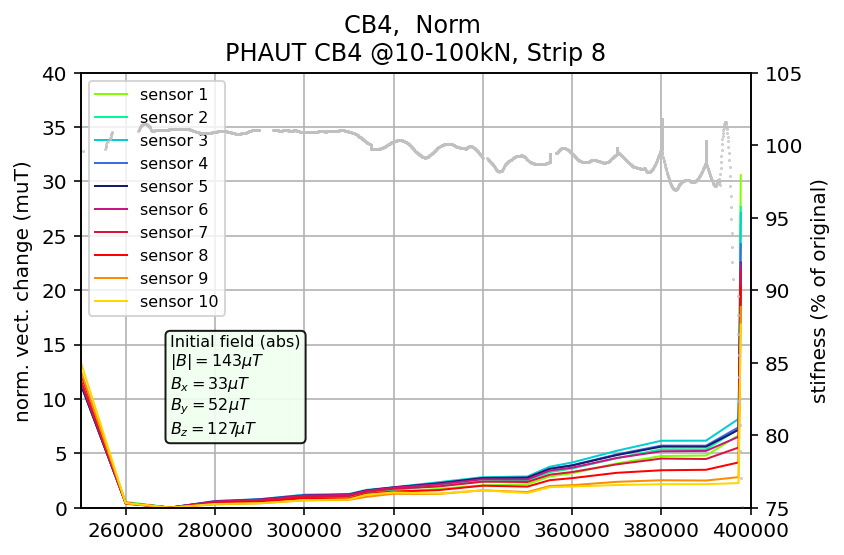 CB4,  Norm
PHAUT CB4 @10-100kN, Strip 8
norm. vect. change (muT)
40
35
30
25
20
15
10
5
0
sensor 1
sensor 2
sensor 3
sensor 4
sensor 5
sensor 6
sensor 7
sensor 8
sensor 9
sensor 10
Initial field (abs)
|B| = 143μT
Bₓ = 33μT
B_y = 52μT
B_z = 127μT
105
100
95
90
85
80
75
stifness (% of original)
260000 280000 300000 320000 340000 360000 380000 400000